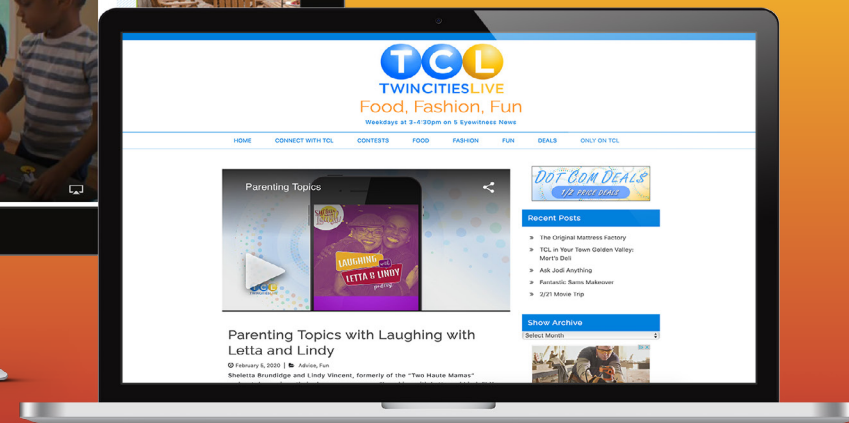 TCL
TWINCITIESLIVE
Food, Fashion, Fun
Weekdays at 3-4:30pm on 5 Eyewitness News
HOME CONNECT WITH TCL CONTESTS FOOD FASHION FUN DEALS ONLY ON TCL
Parenting Topics
LAUGHING with
LETTA & LINDY
TCL
TWINCITIESLIVE
Parenting Topics with Laughing with
Letta and Lindy
February 5, 2020 | Advice, Fun
Sheletta Brundidge and Lindy Vincent, formerly of the "Two Haute Mamas"
DOT COM DEALS
1/2 PRICE DEALS
Recent Posts
» The Original Mattress Factory
» TCL in Your Town Golden Valley:
Mort's Deli
» Ask Jodi Anything
» Fantastic Sams Makeover
» 2/21 Movie Trip
Show Archive
Select Month